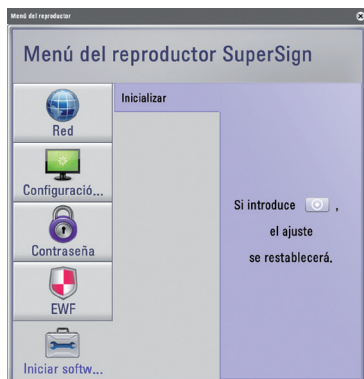 Menú del reproductor
Menú del reproductor SuperSign
Red
Configuració...
Contraseña
EWF
Iniciar softw...
Inicializar
Si introduce ,
el ajuste
se restablecerá.